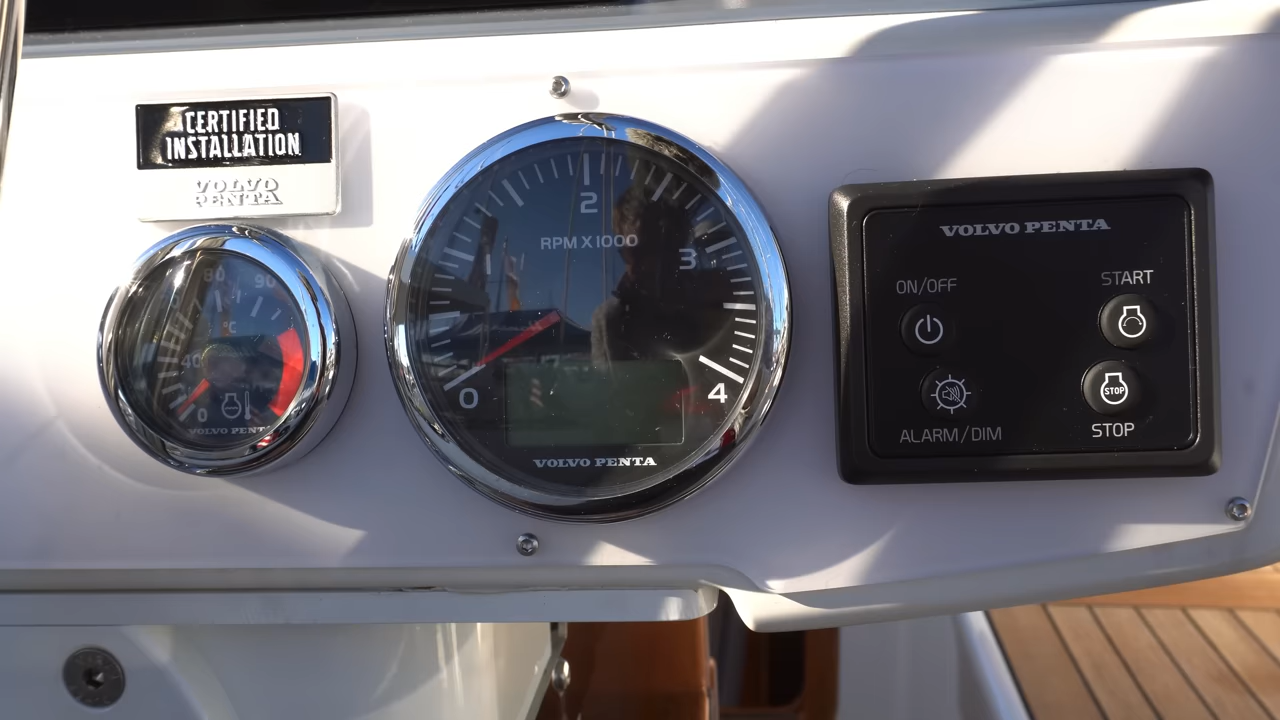 CERTIFIED
INSTALLATION
VOLVO
PENTA
80 90
°C
40
0
VOLVO PENTA
2
RPM X 1000
1
3
0
4
VOLVO PENTA
VOLVO PENTA
ON/OFF
START
STOP
ALARM/DIM
STOP